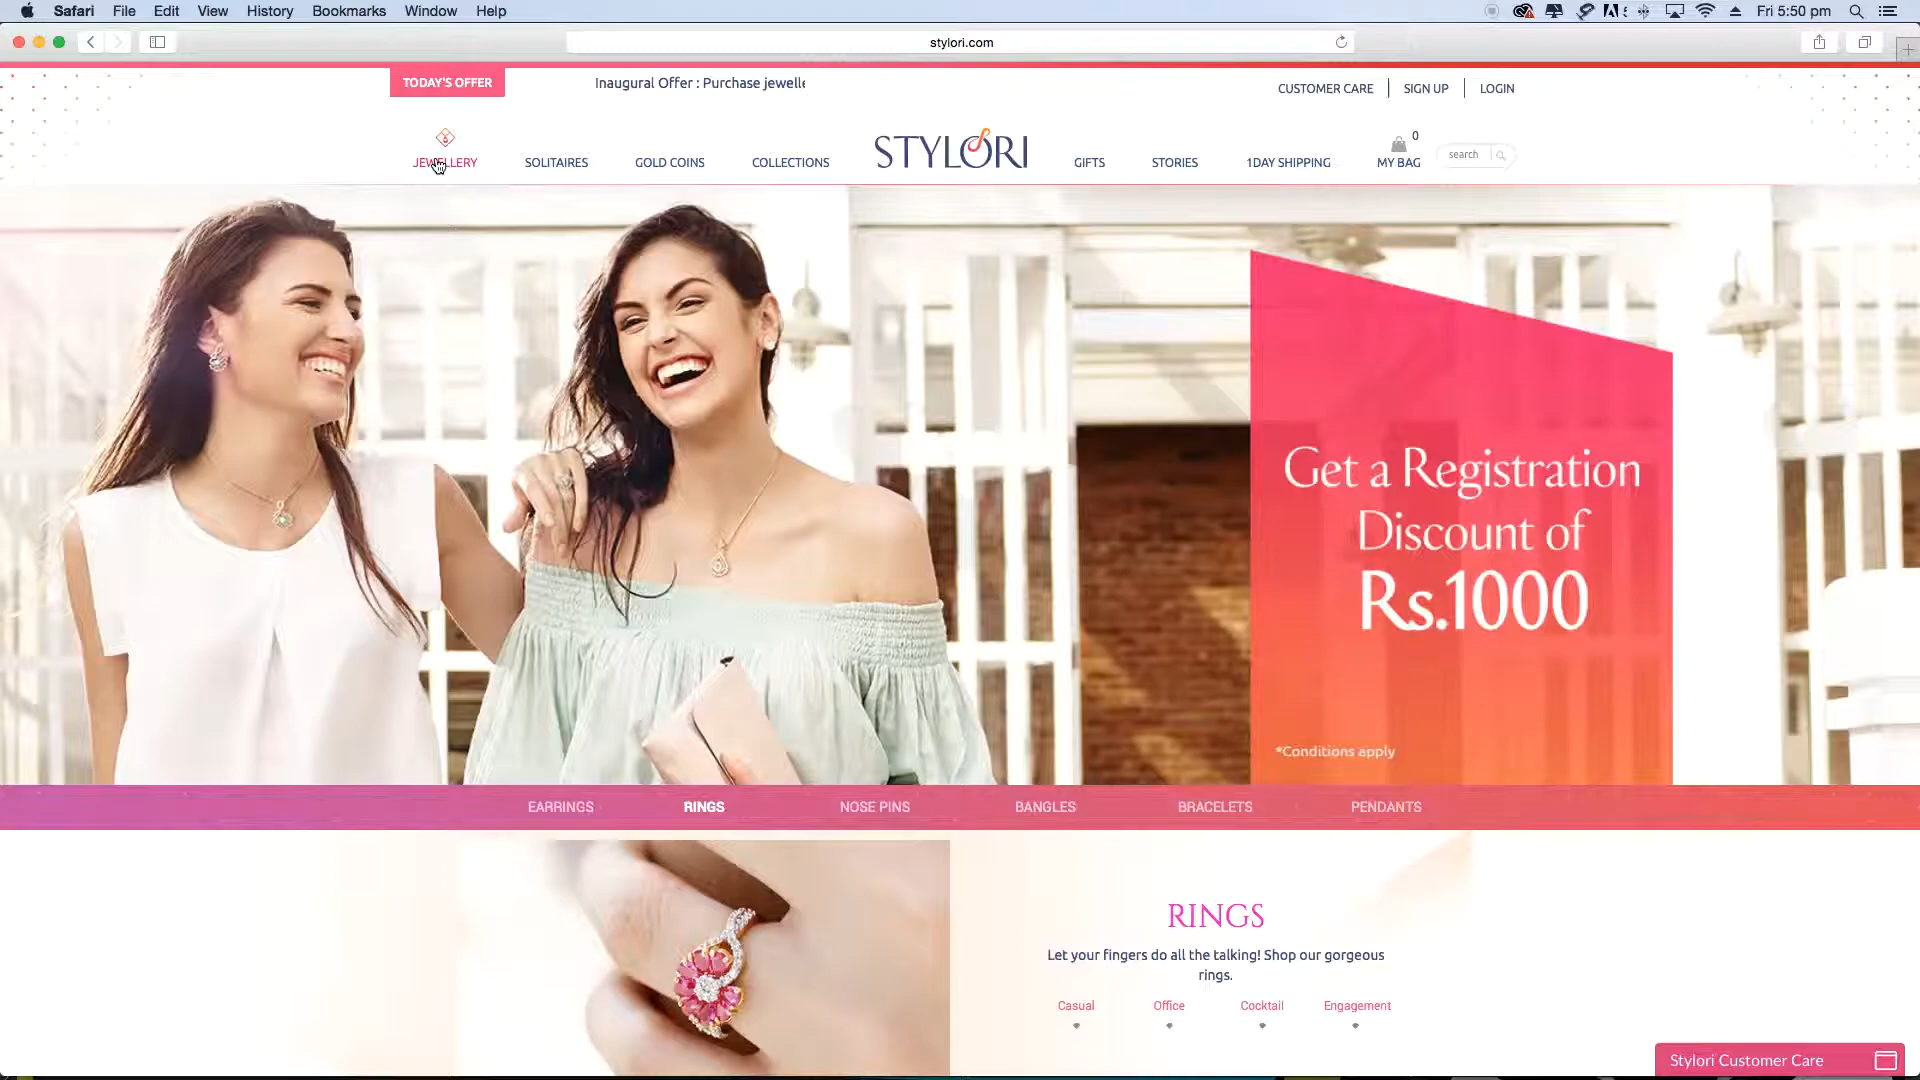 Safari File Edit View History Bookmarks Window Help
Fri 5:50 pm
stylori.com
TODAY'S OFFER
Inaugural Offer : Purchase jewelle
CUSTOMER CARE SIGN UP LOGIN
JEWELLERY SOLITAIRES GOLD COINS COLLECTIONS STYLORI GIFTS STORIES 1DAY SHIPPING MY BAG 0 search
Get a Registration
Discount of
Rs.1000
*Conditions apply
EARRINGS RINGS NOSE PINS BANGLES BRACELETS PENDANTS
RINGS
Let your fingers do all the talking! Shop our gorgeous
rings.
Casual Office Cocktail Engagement
Stylori Customer Care